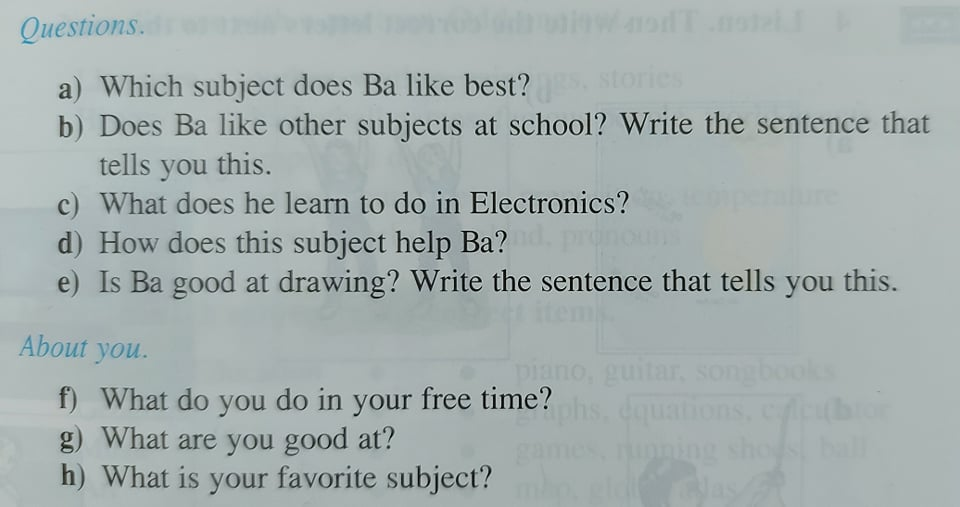 Questions.
a) Which subject does Ba like best?
b) Does Ba like other subjects at school? Write the sentence that
tells you this.
c) What does he learn to do in Electronics?
d) How does this subject help Ba?
e) Is Ba good at drawing? Write the sentence that tells you this.
About you.
f) What do you do in your free time?
g) What are you good at?
h) What is your favorite subject?